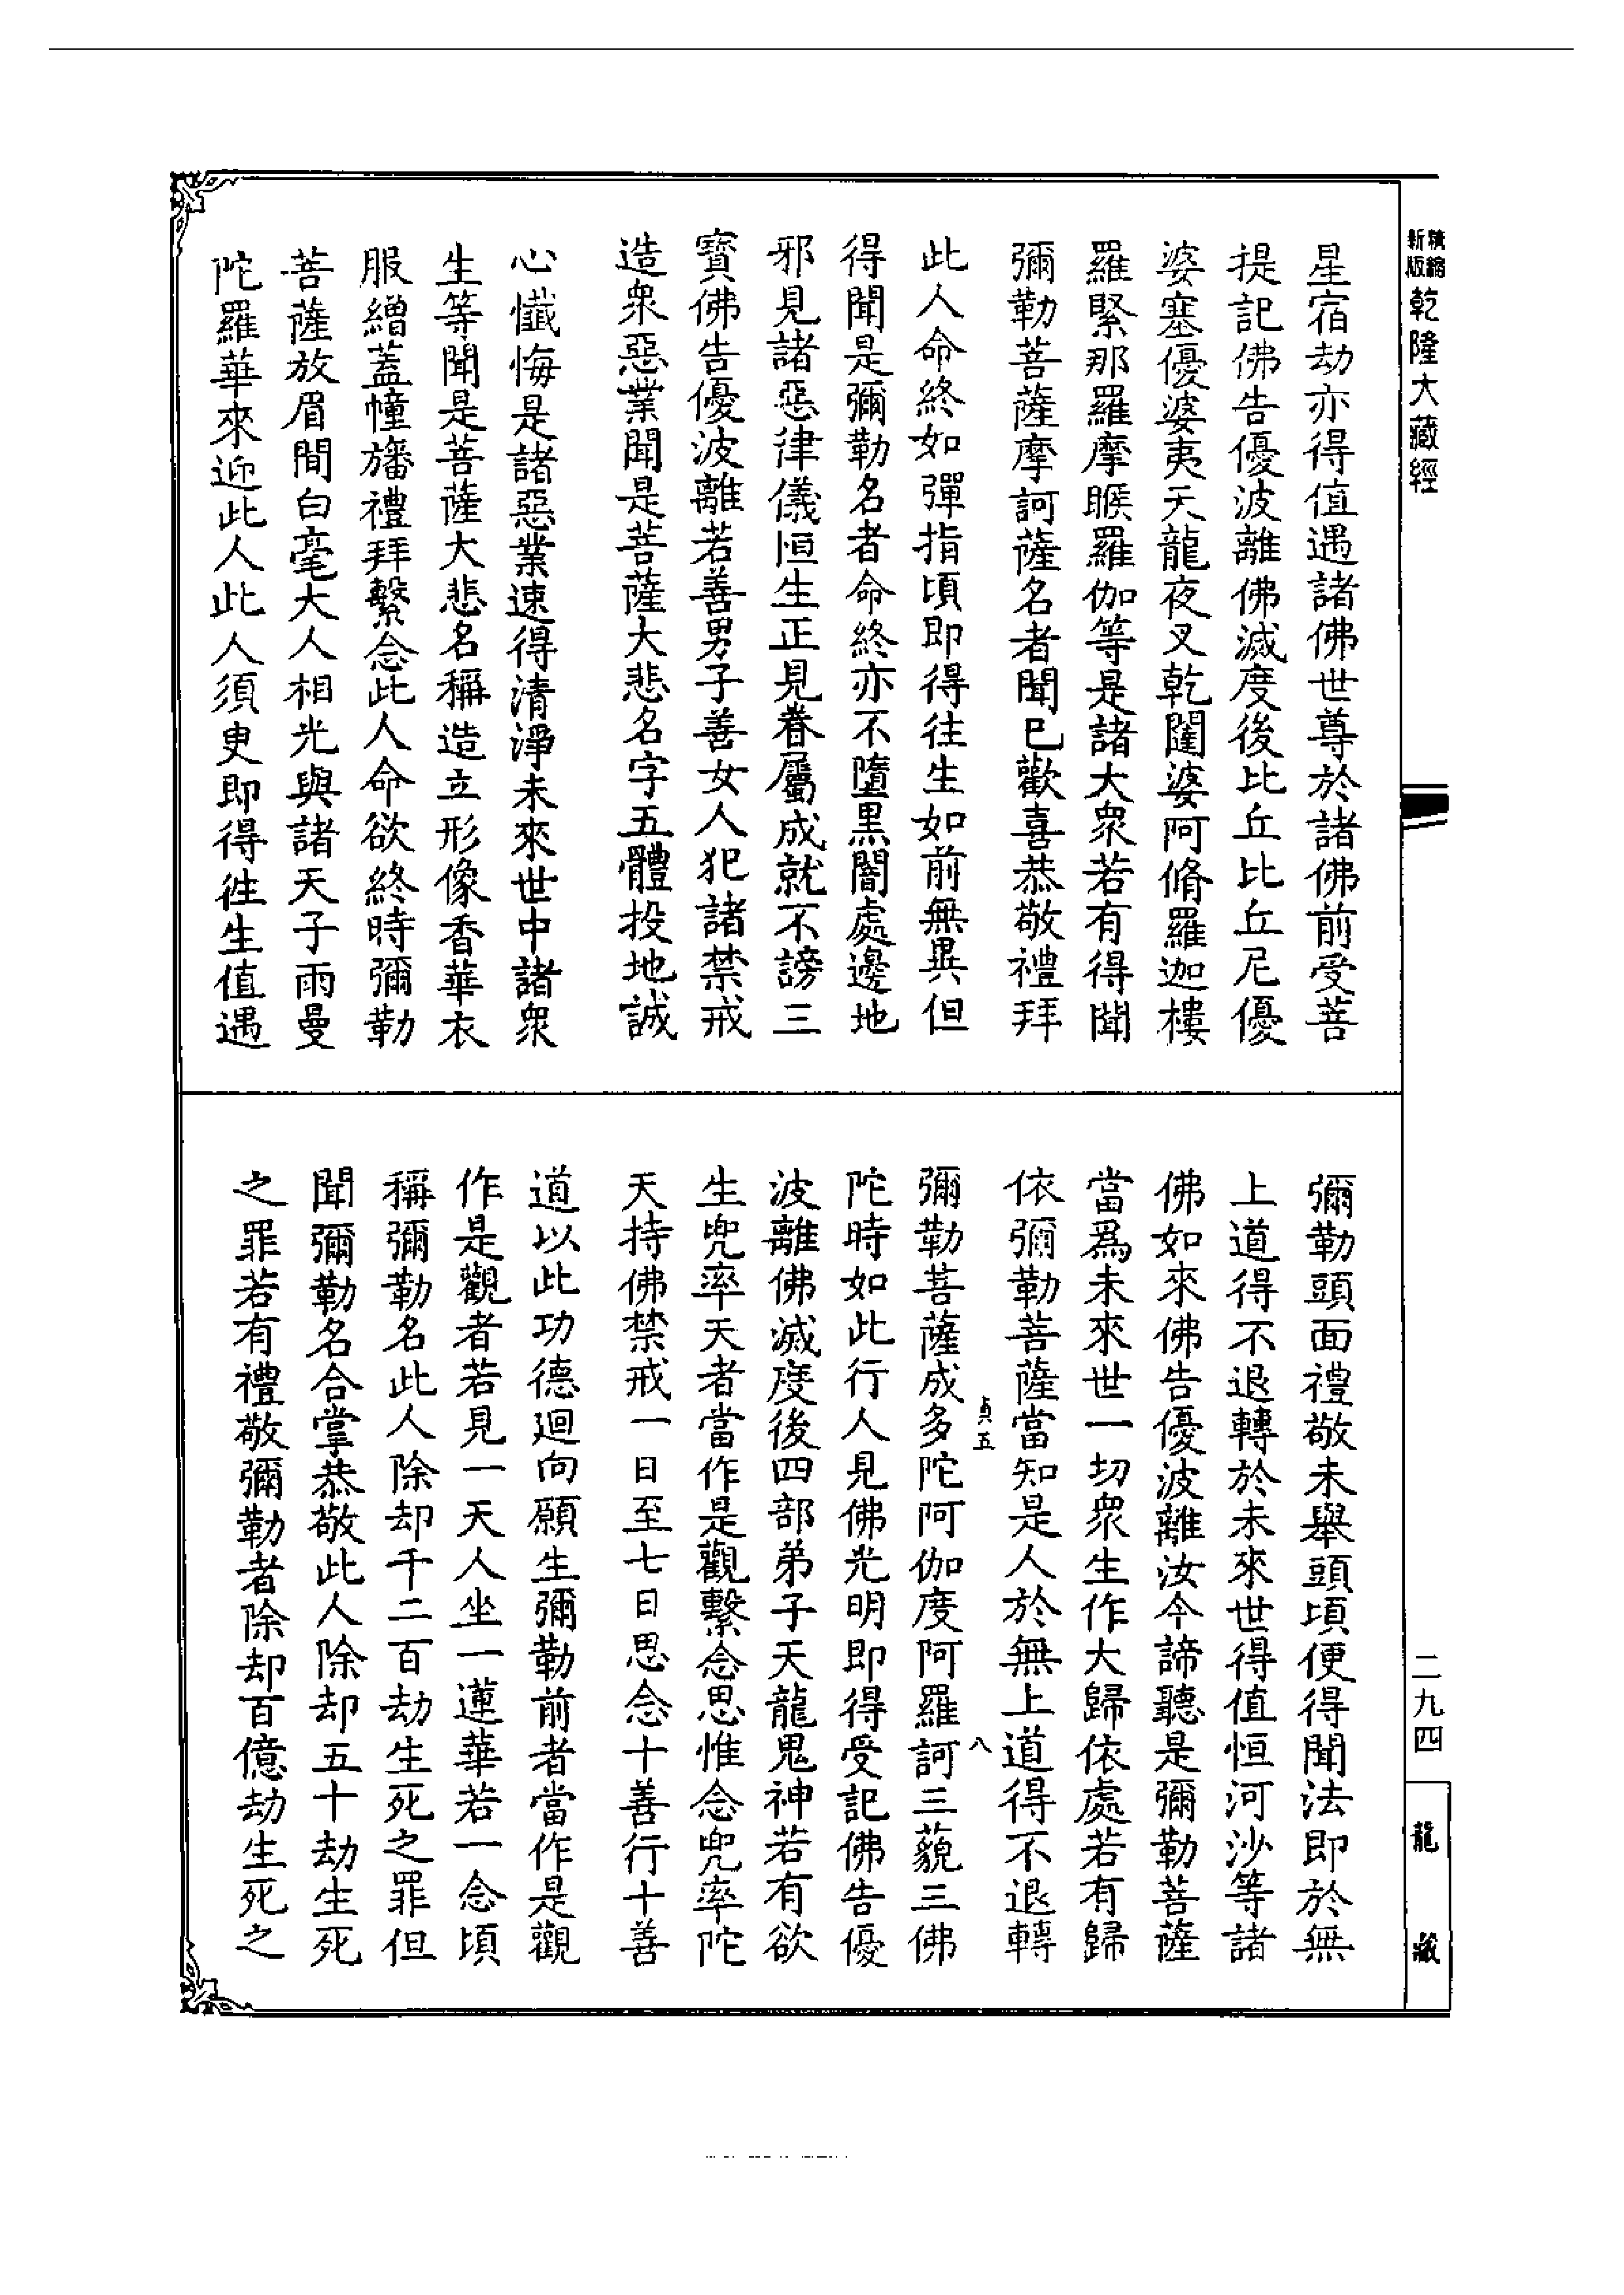 新版精縮乾隆大藏經
星宿劫亦得值遇諸佛世尊於諸佛前受菩
提記佛告優波離佛滅度後比丘比丘尼優
婆塞優婆夷天龍夜叉乾闥婆阿脩羅迦樓
羅緊那羅摩睺羅伽等是諸大衆若有得聞
彌勒菩薩摩訶薩名者聞已歡喜恭敬禮拜
此人命終如彈指頃即得往生如前無異但
得聞是彌勒名者命終亦不墮黑闇處邊地
邪見諸惡律儀恒生正見眷屬成就不謗三
寶佛告優波離若善男子善女人犯諸禁戒
造衆惡業聞是菩薩大悲名字五體投地誠
心懺悔是諸惡業速得清淨未來世中諸衆
生等聞是菩薩大悲名稱造立形像香華衣
服繒蓋幢旛禮拜繫念此人命欲終時彌勒
菩薩放眉間白毫大人相光與諸天子雨曼
陀羅華來迎此人此人須臾即得往生值遇
彌勒頭面禮敬未舉頭頃便得聞法即於無
上道得不退轉於未來世得值恒河沙等諸
佛如來佛告優波離汝今諦聽是彌勒菩薩
當爲未來世一切衆生作大歸依處若有歸
依彌勒菩薩當知是人於無上道得不退轉
貞五 八
彌勒菩薩成多陀阿伽度阿羅訶三藐三佛
陀時如此行人見佛光明即得受記佛告優
波離佛滅度後四部弟子天龍鬼神若有欲
生兜率天者當作是觀繫念思惟念兜率陀
天持佛禁戒一日至七日思念十善行十善
道以此功德迴向願生彌勒前者當作是觀
作是觀者若見一天人坐一蓮華若一念頃
稱彌勒名此人除却千二百劫生死之罪但
聞彌勒名合掌恭敬此人除却五十劫生死
之罪若有禮敬彌勒者除却百億劫生死之
二九四
龍藏